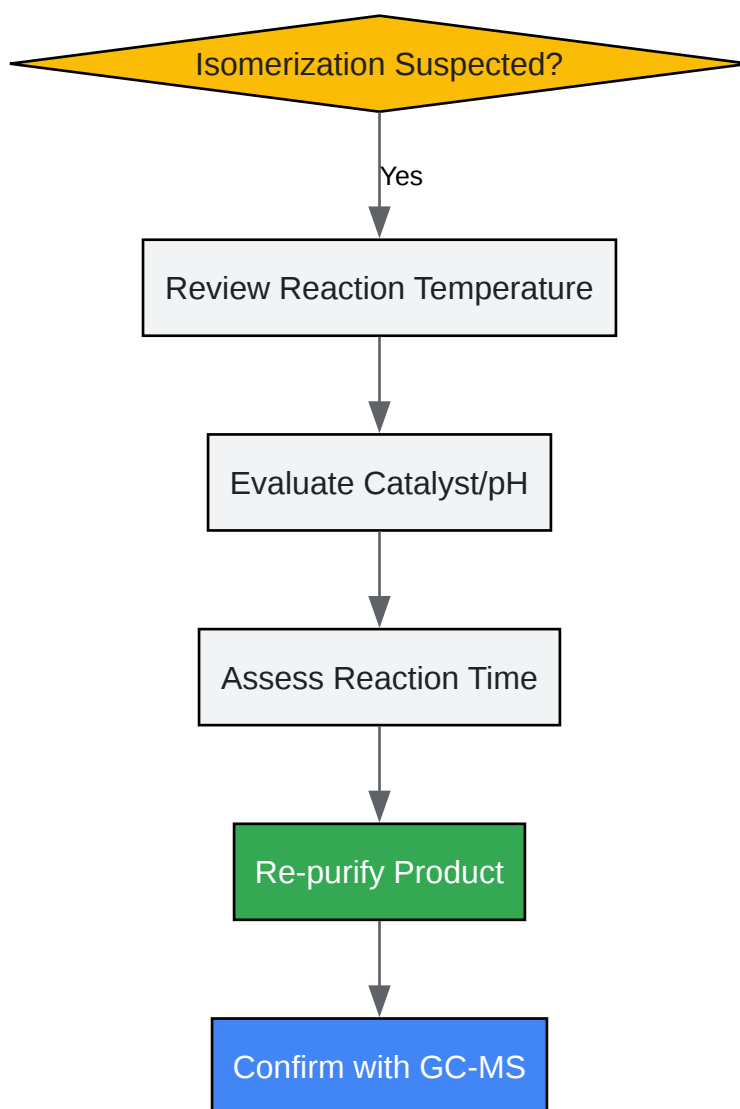 Isomerization Suspected?
Yes
Review Reaction Temperature
Evaluate Catalyst/pH
Assess Reaction Time
Re-purify Product
Confirm with GC-MS